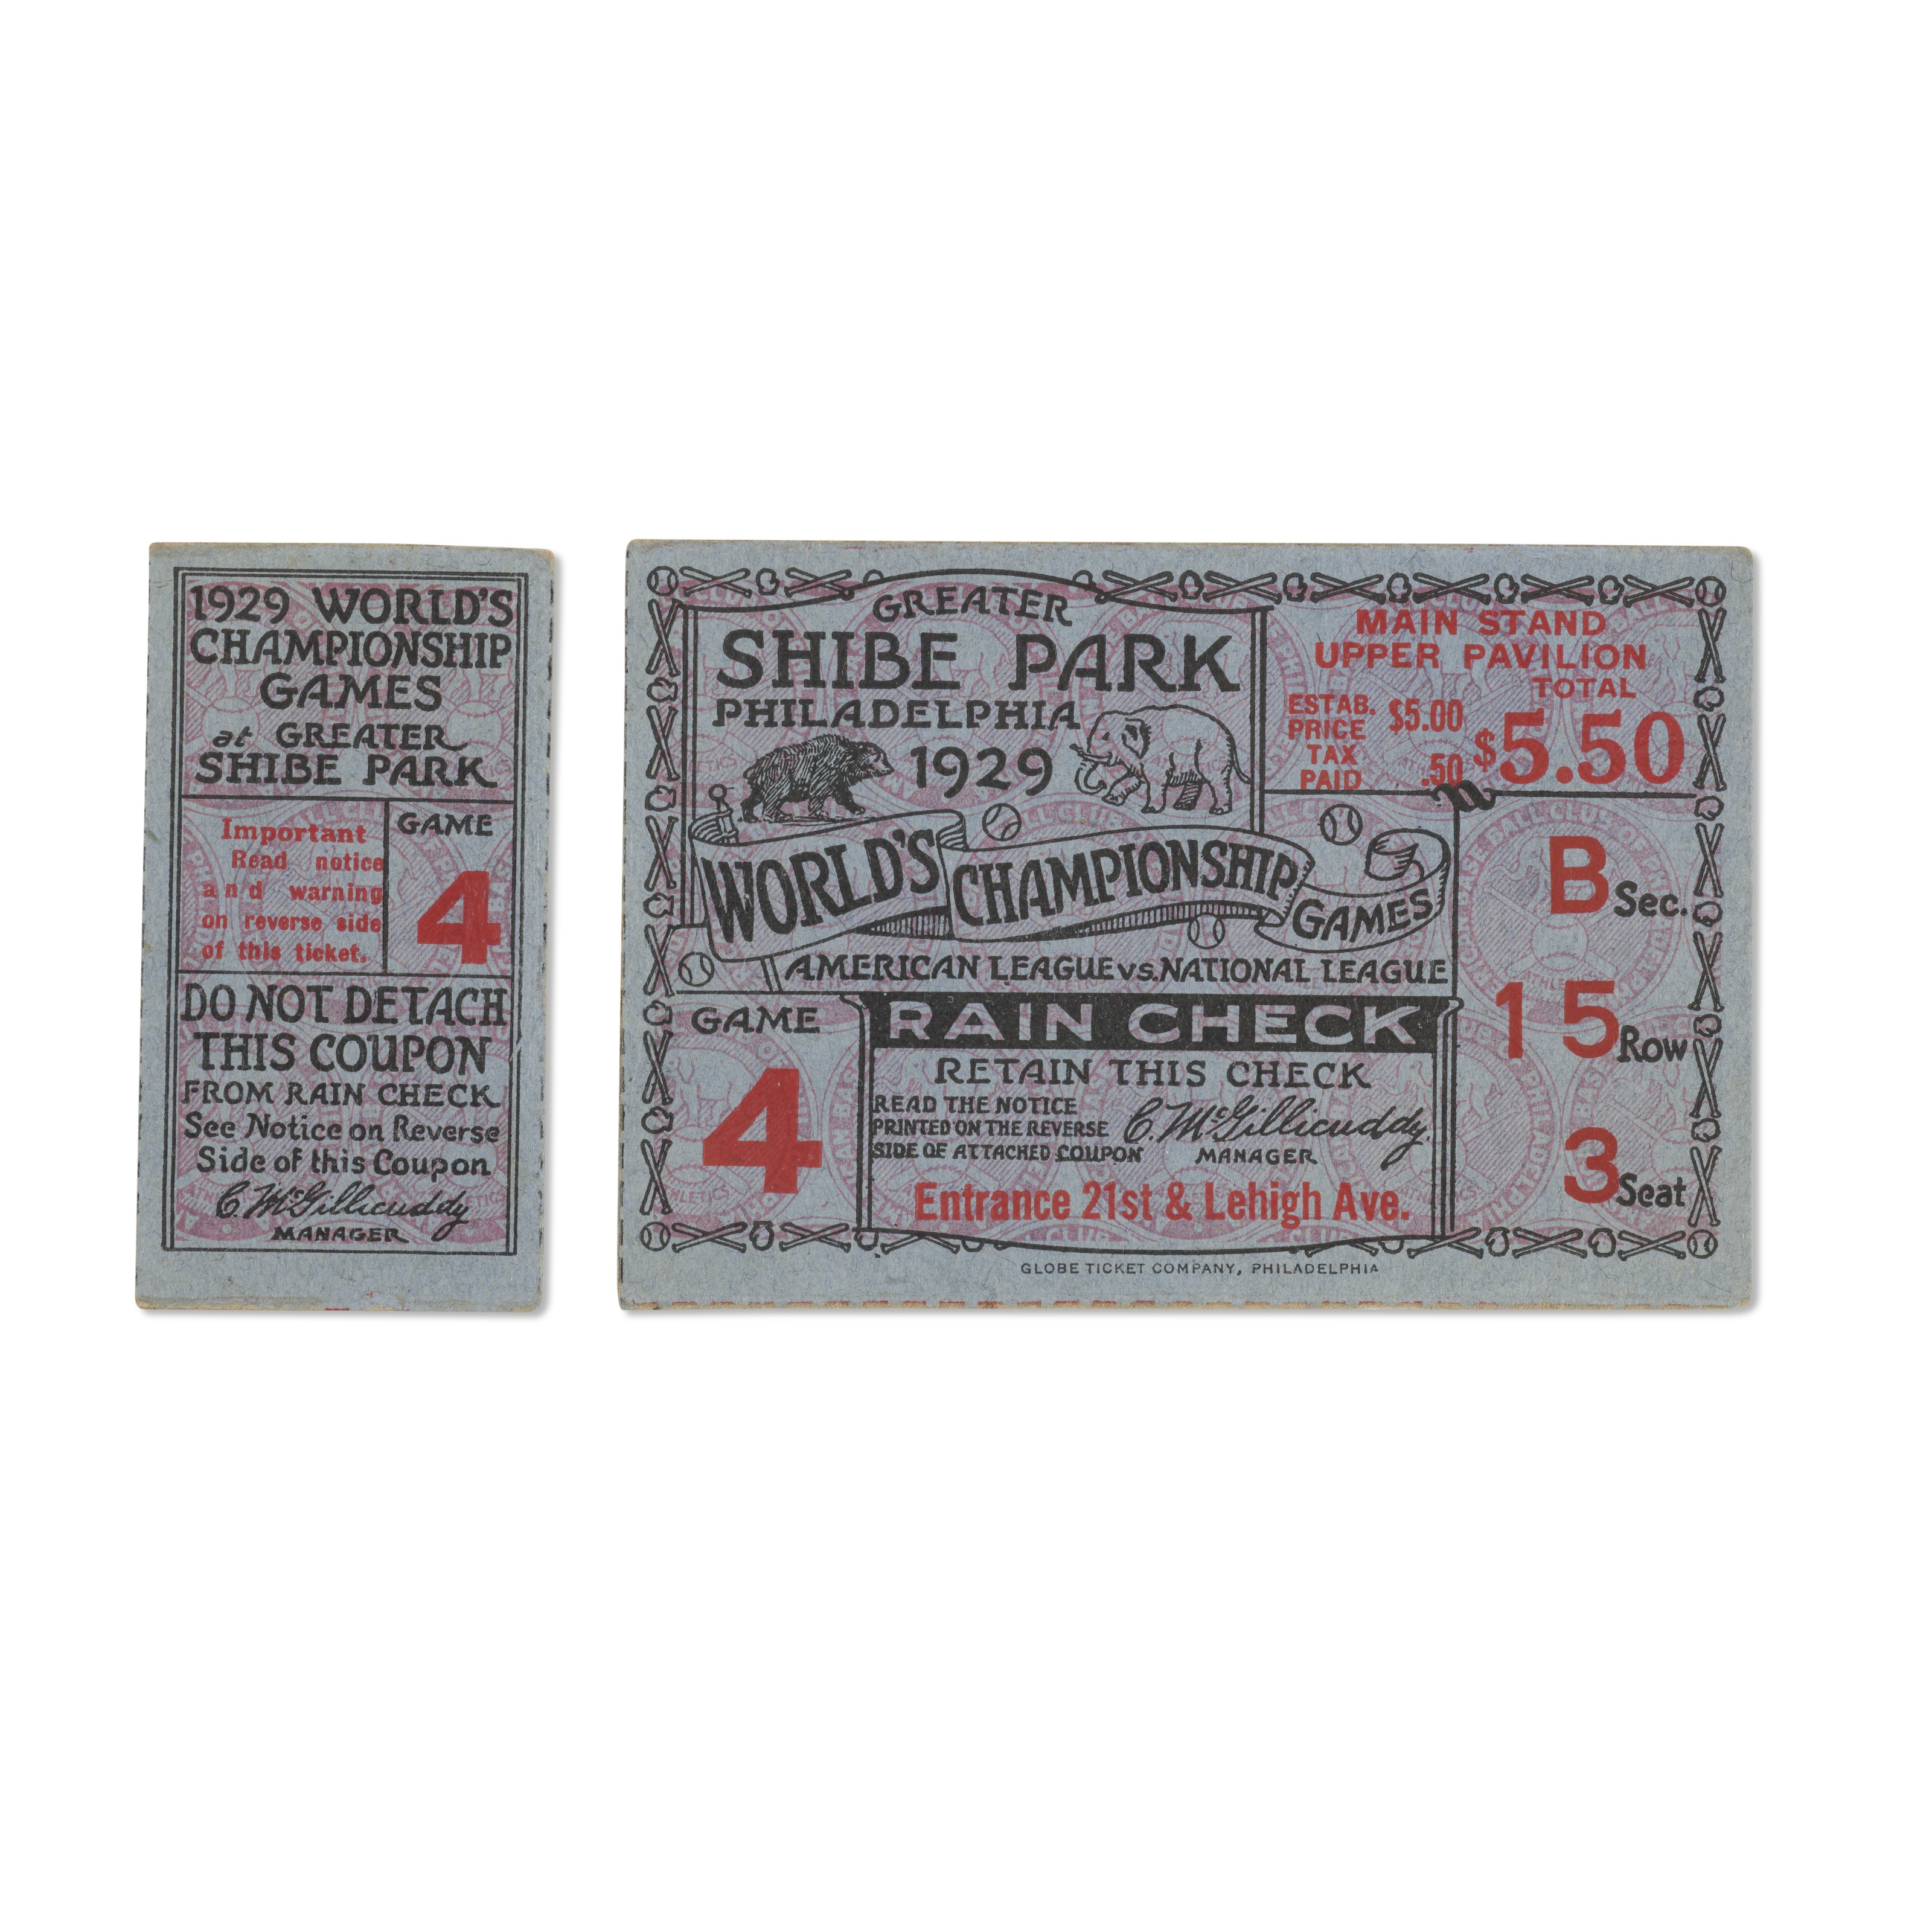 1929 WORLD'S
CHAMPIONSHIP
GAMES
at GREATER
SHIBE PARK
Important
Read notice
and warning
on reverse side
of this ticket.
GAME
4
DO NOT DETACH
THIS COUPON
FROM RAIN CHECK
See Notice on Reverse
Side of this Coupon
C. McGillicuddy
MANAGER
GREATER
SHIBE PARK
PHILADELPHIA
1929
WORLD'S CHAMPIONSHIP GAMES
AMERICAN LEAGUE vs. NATIONAL LEAGUE
MAIN STAND
UPPER PAVILION
TOTAL
ESTAB. PRICE $5.00
TAX PAID .50
$5.50
B Sec.
15 Row
3 Seat
GAME
4
RAIN CHECK
RETAIN THIS CHECK
READ THE NOTICE
PRINTED ON THE REVERSE
SIDE OF ATTACHED COUPON
C. McGillicuddy.
MANAGER
Entrance 21st & Lehigh Ave.
GLOBE TICKET COMPANY, PHILADELPHIA